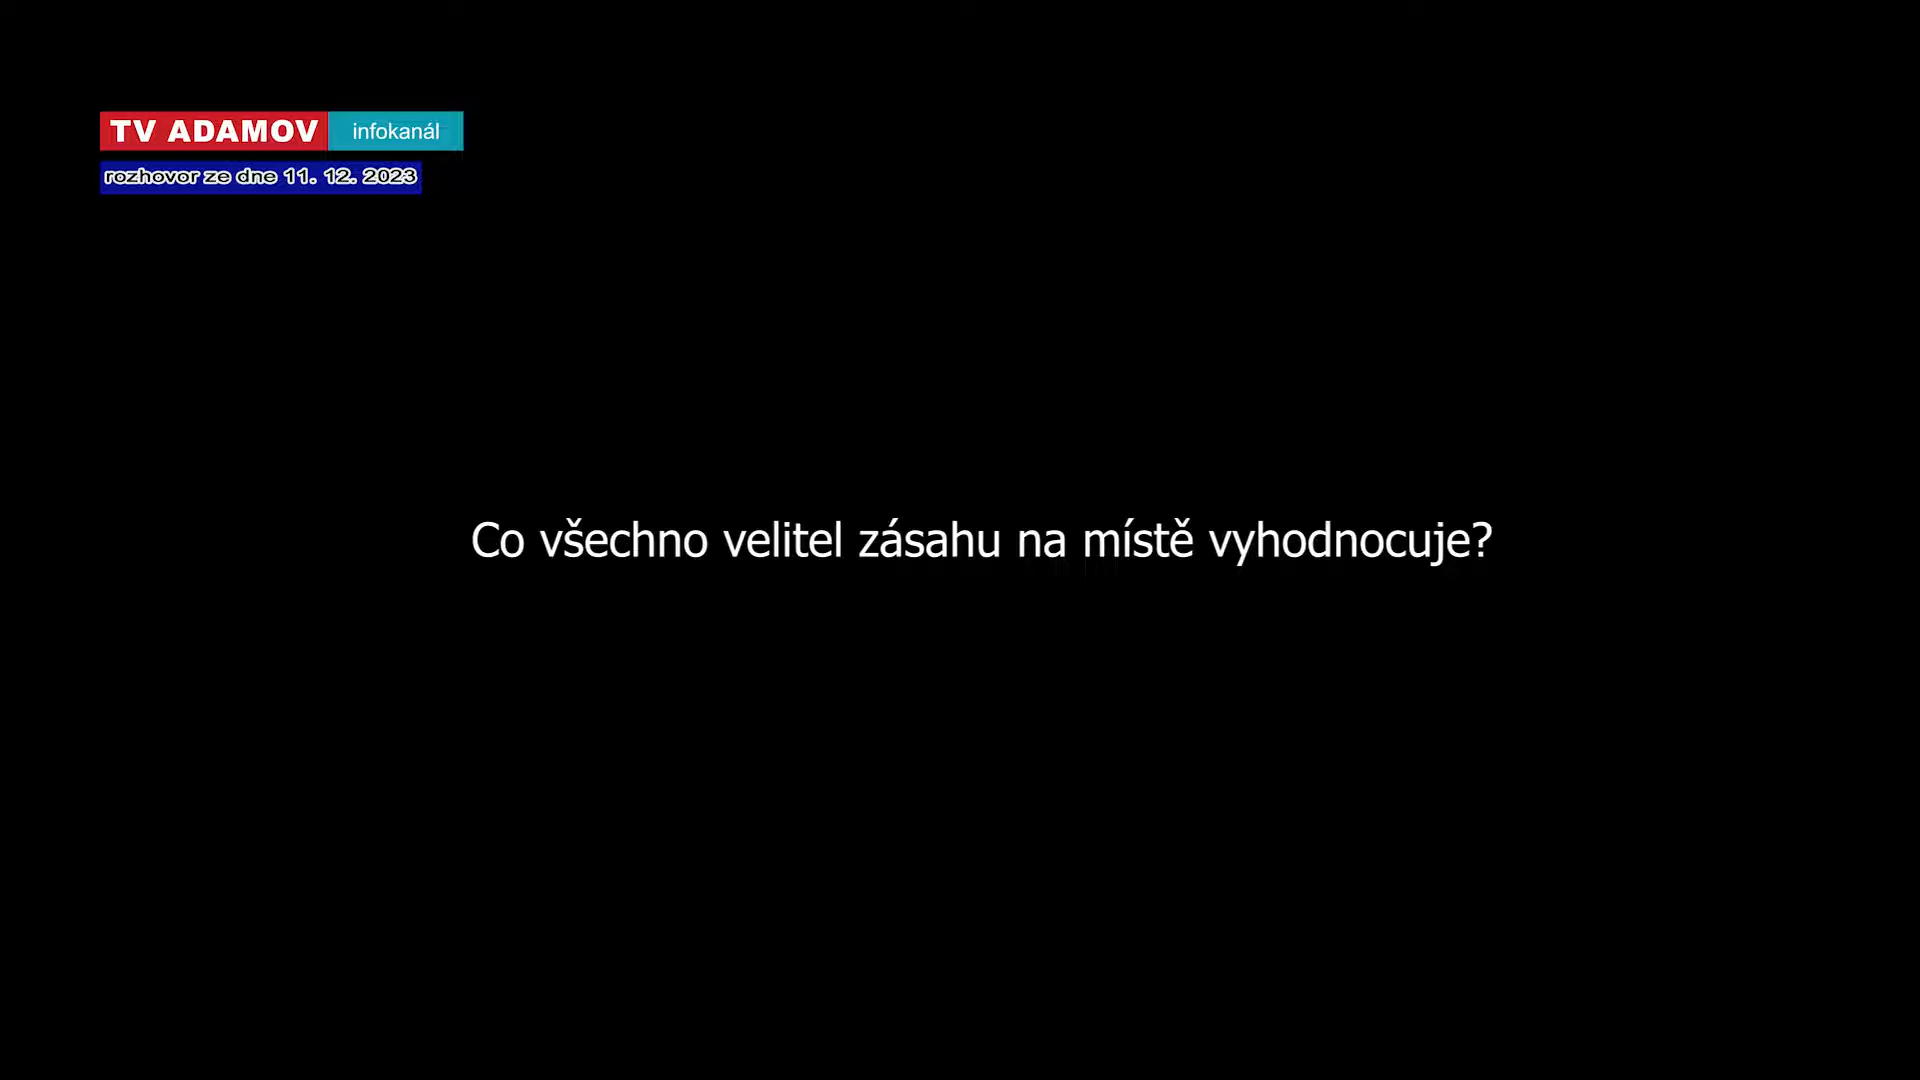 TV ADAMOV infokanál
rozhovor ze dne 11. 12. 2023
Co všechno velitel zásahu na místě vyhodnocuje?